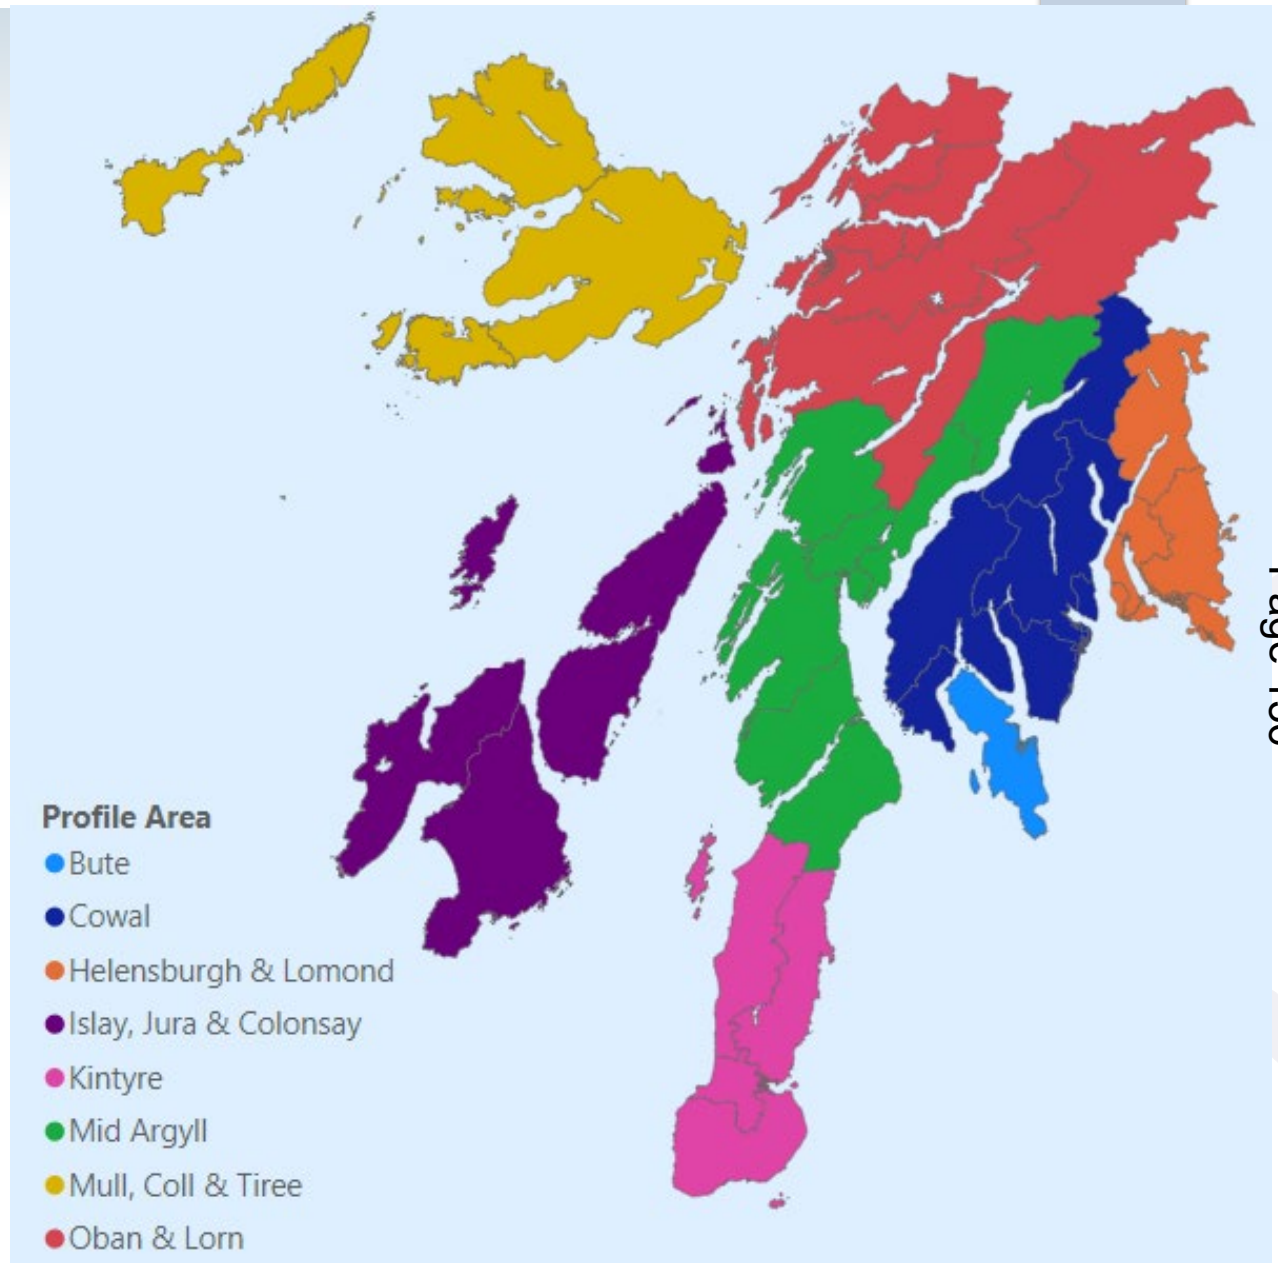 Profile Area
Bute
Cowal
Helensburgh & Lomond
Islay, Jura & Colonsay
Kintyre
Mid Argyll
Mull, Coll & Tiree
Oban & Lorn